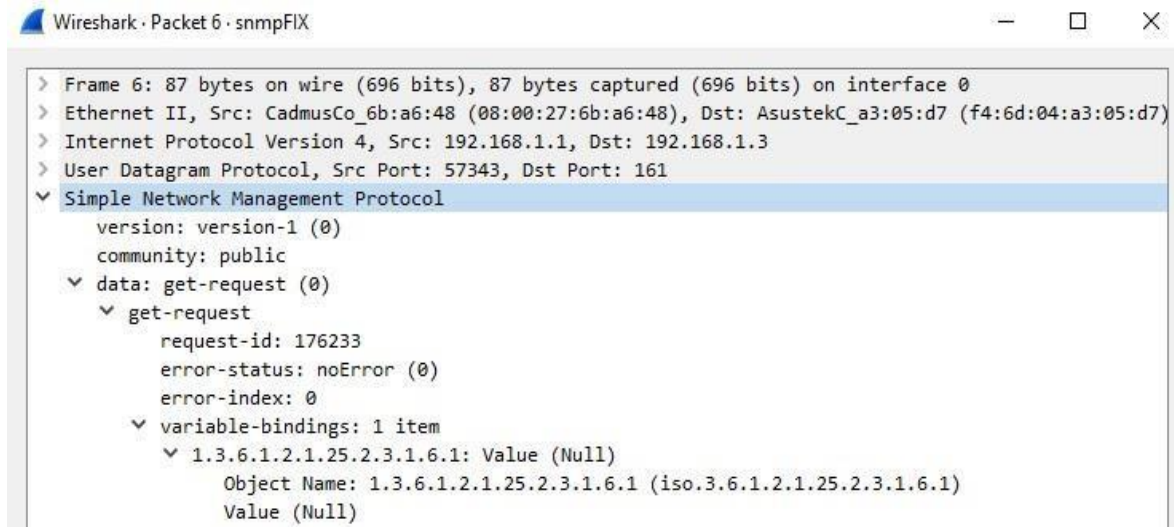 Wireshark · Packet 6 · snmpFIX
Frame 6: 87 bytes on wire (696 bits), 87 bytes captured (696 bits) on interface 0
Ethernet II, Src: CadmusCo_6b:a6:48 (08:00:27:6b:a6:48), Dst: AsustekC_a3:05:d7 (f4:6d:04:a3:05:d7)
Internet Protocol Version 4, Src: 192.168.1.1, Dst: 192.168.1.3
User Datagram Protocol, Src Port: 57343, Dst Port: 161
Simple Network Management Protocol
version: version-1 (0)
community: public
data: get-request (0)
get-request
request-id: 176233
error-status: noError (0)
error-index: 0
variable-bindings: 1 item
1.3.6.1.2.1.25.2.3.1.6.1: Value (Null)
Object Name: 1.3.6.1.2.1.25.2.3.1.6.1 (iso.3.6.1.2.1.25.2.3.1.6.1)
Value (Null)